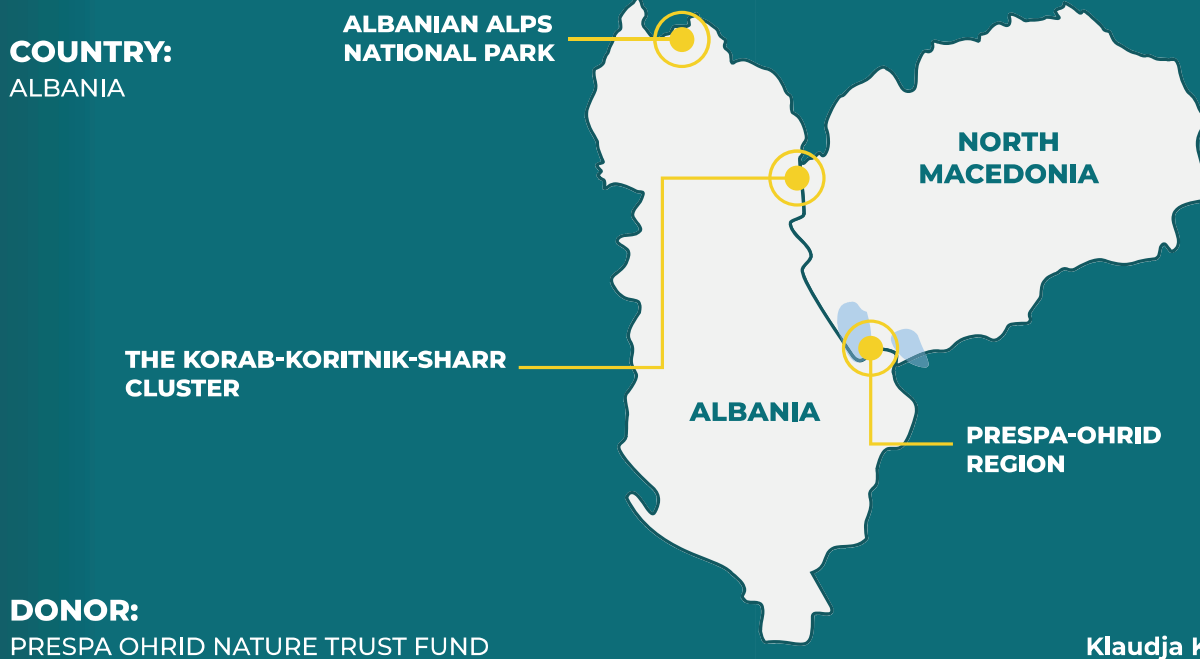 COUNTRY:
ALBANIA
ALBANIAN ALPS
NATIONAL PARK
NORTH
MACEDONIA
THE KORAB-KORITNIK-SHARR
CLUSTER
ALBANIA
PRESPA-OHRID
REGION
DONOR:
PRESPA OHRID NATURE TRUST FUND
Klaudja